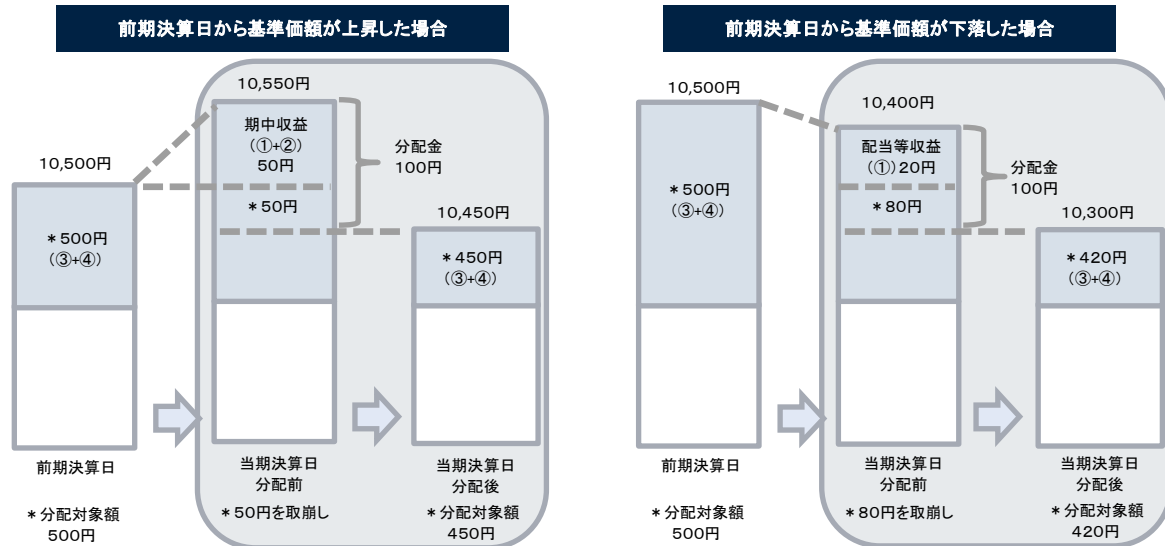 前期決算日から基準価額が上昇した場合
10,550円
10,500円
期中収益
(①+②)
50円
分配金
100円
*50円
10,450円
*500円
(③+④)
*450円
(③+④)
前期決算日
当期決算日
分配前
当期決算日
分配後
*分配対象額
500円
*50円を取崩し
*分配対象額
450円
前期決算日から基準価額が下落した場合
10,500円
10,400円
配当等収益
(①)20円
分配金
100円
*500円
(③+④)
*80円
10,300円
*420円
(③+④)
前期決算日
当期決算日
分配前
当期決算日
分配後
*分配対象額
500円
*80円を取崩し
*分配対象額
420円